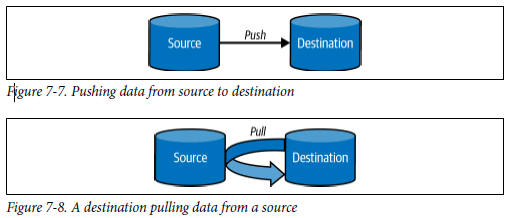 Source
Push
Destination
Figure 7-7. Pushing data from source to destination
Pull
Source
Destination
Figure 7-8. A destination pulling data from a source